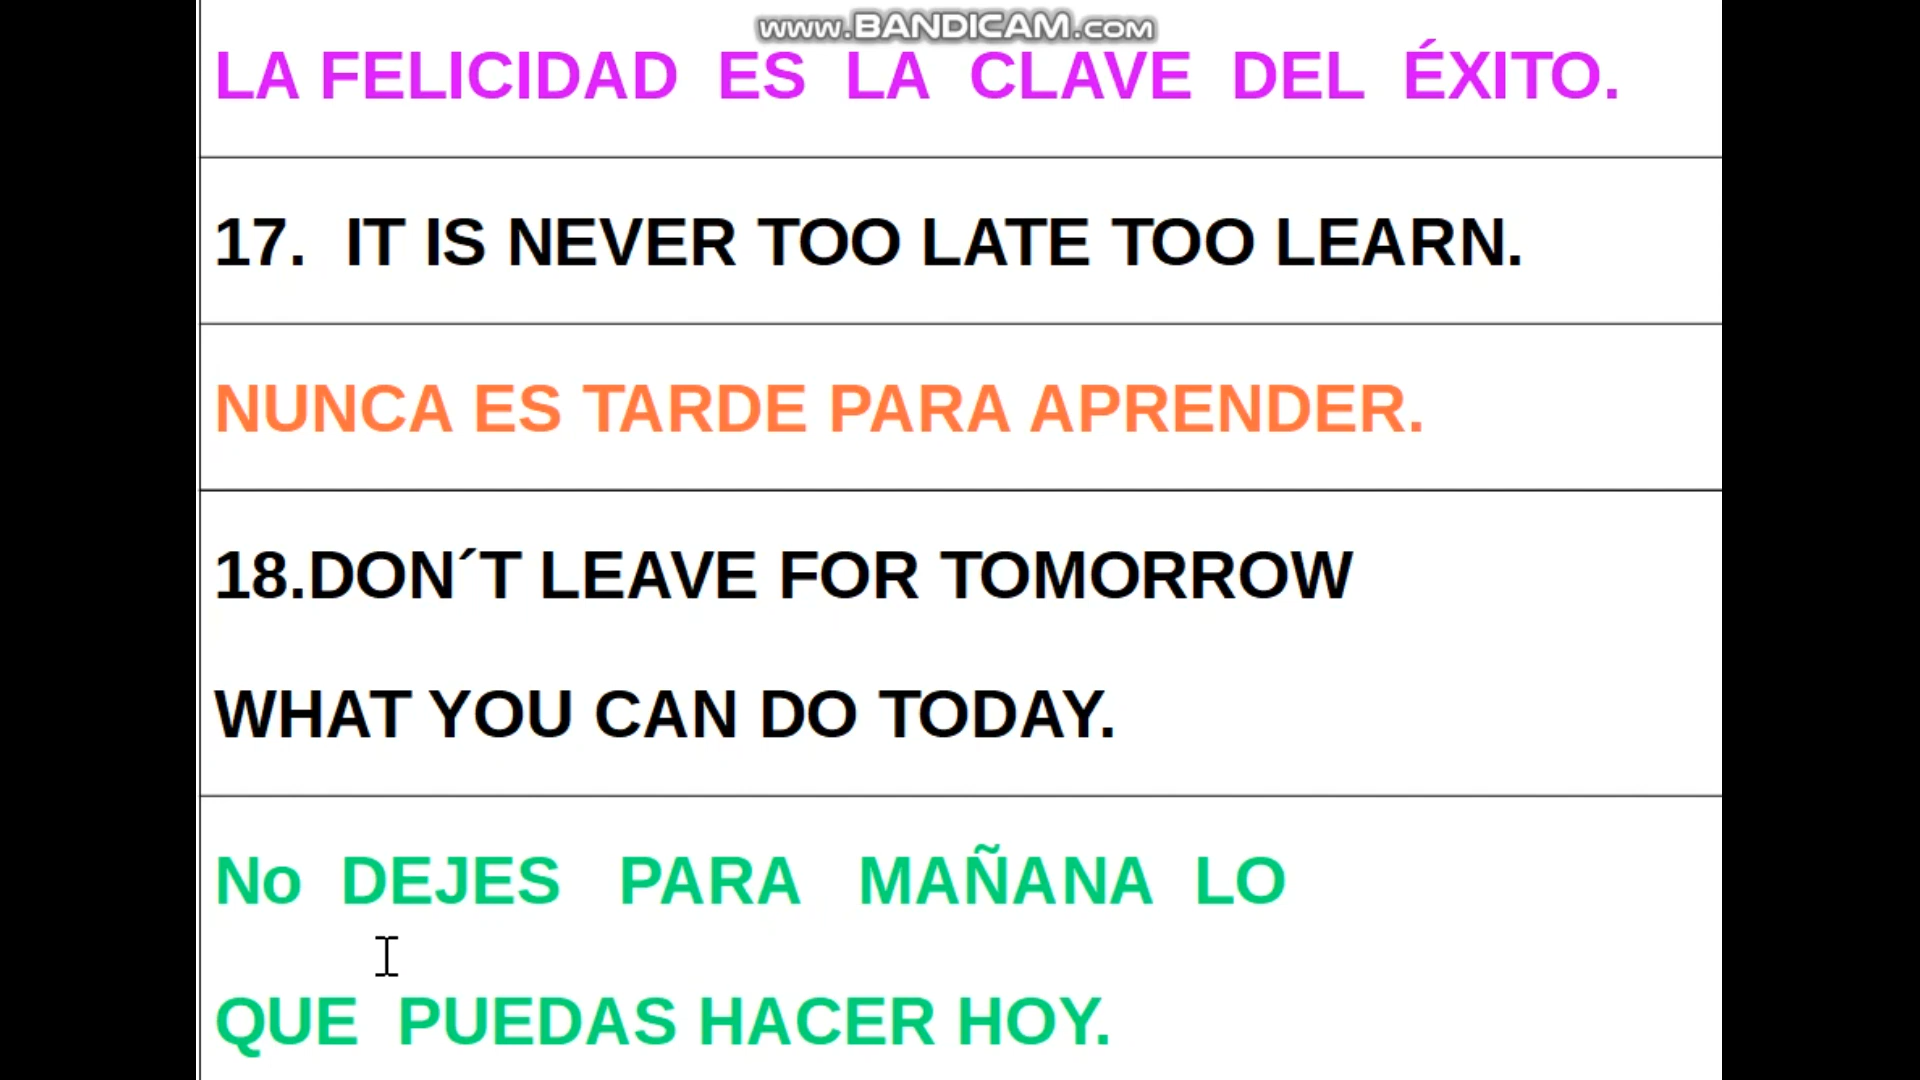 www.BANDICAM.com
LA FELICIDAD ES LA CLAVE DEL ÉXITO.
17. IT IS NEVER TOO LATE TOO LEARN.
NUNCA ES TARDE PARA APRENDER.
18.DON´T LEAVE FOR TOMORROW
WHAT YOU CAN DO TODAY.
No DEJES PARA MAÑANA LO
QUE PUEDAS HACER HOY.